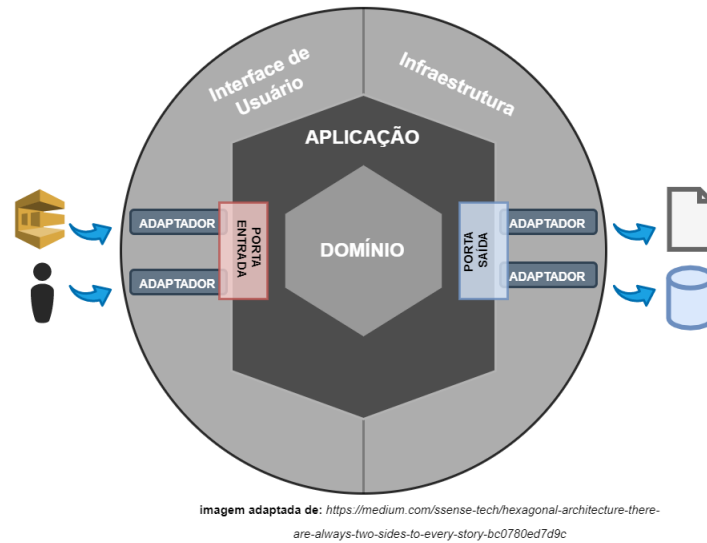 Interface de
Usuário
Infraestrutura
APLICAÇÃO
ADAPTADOR
ADAPTADOR
PORTA
ENTRADA
DOMÍNIO
PORTA
SAÍDA
ADAPTADOR
ADAPTADOR
imagem adaptada de: https://medium.com/ssense-tech/hexagonal-architecture-there-
are-always-two-sides-to-every-story-bc0780ed7d9c